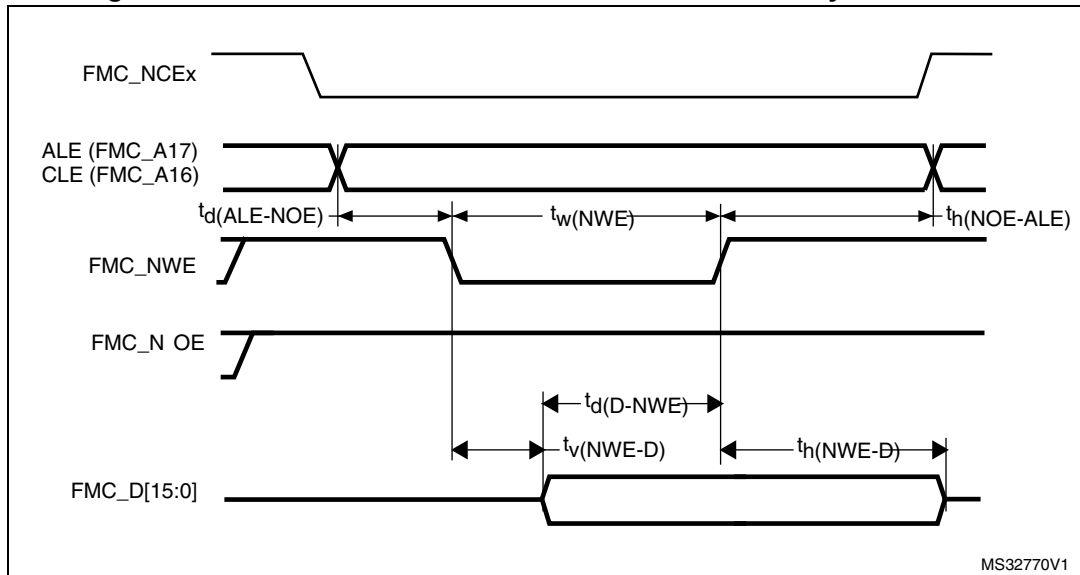 FMC_NCEx
ALE (FMC_A17)
CLE (FMC_A16)
td(ALE-NOE)
tw(NWE)
th(NOE-ALE)
FMC_NWE
FMC_N OE
td(D-NWE)
tv(NWE-D)
th(NWE-D)
FMC_D[15:0]
MS32770V1